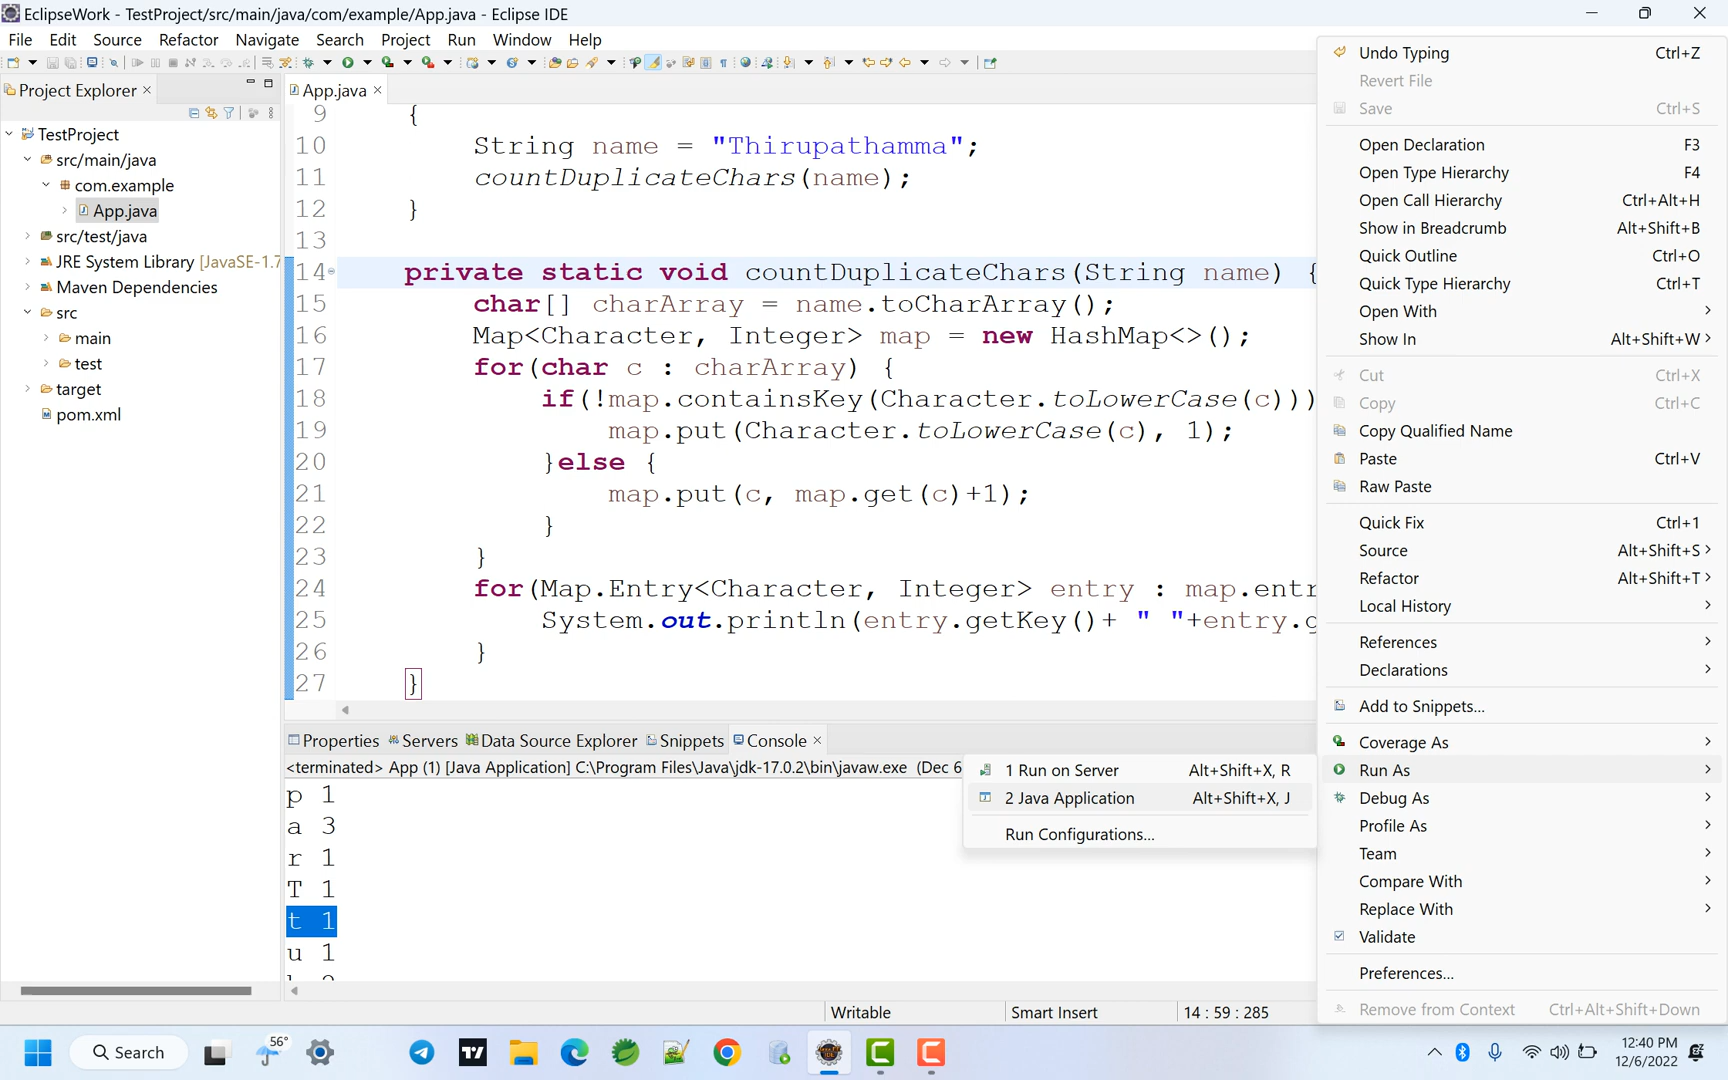 EclipseWork - TestProject/src/main/java/com/example/App.java - Eclipse IDE
File Edit Source Refactor Navigate Search Project Run Window Help
Project Explorer
TestProject
src/main/java
com.example
App.java
src/test/java
JRE System Library [JavaSE-1.7
Maven Dependencies
src
main
test
target
pom.xml
App.java
9 {
10 String name = "Thirupathamma";
11 countDuplicateChars(name);
12 }
13
14 private static void countDuplicateChars(String name) {
15 char[] charArray = name.toCharArray();
16 Map<Character, Integer> map = new HashMap<>();
17 for(char c : charArray) {
18 if(!map.containsKey(Character.toLowerCase(c)))
19 map.put(Character.toLowerCase(c), 1);
20 }else {
21 map.put(c, map.get(c)+1);
22 }
23 }
24 for(Map.Entry<Character, Integer> entry : map.entr
25 System.out.println(entry.getKey()+ " "+entry.g
26 }
27 }
Properties Servers Data Source Explorer Snippets Console
<terminated> App (1) [Java Application] C:\Program Files\Java\jdk-17.0.2\bin\javaw.exe (Dec 6
p 1
a 3
r 1
T 1
t 1
u 1
1 Run on Server Alt+Shift+X, R
2 Java Application Alt+Shift+X, J
Run Configurations...
Undo Typing Ctrl+Z
Revert File
Save Ctrl+S
Open Declaration F3
Open Type Hierarchy F4
Open Call Hierarchy Ctrl+Alt+H
Show in Breadcrumb Alt+Shift+B
Quick Outline Ctrl+O
Quick Type Hierarchy Ctrl+T
Open With
Show In Alt+Shift+W
Cut Ctrl+X
Copy Ctrl+C
Copy Qualified Name
Paste Ctrl+V
Raw Paste
Quick Fix Ctrl+1
Source Alt+Shift+S
Refactor Alt+Shift+T
Local History
References
Declarations
Add to Snippets...
Coverage As
Run As
Debug As
Profile As
Team
Compare With
Replace With
Validate
Preferences...
Remove from Context Ctrl+Alt+Shift+Down
Writable Smart Insert 14 : 59 : 285
Search
56°
12:40 PM
12/6/2022